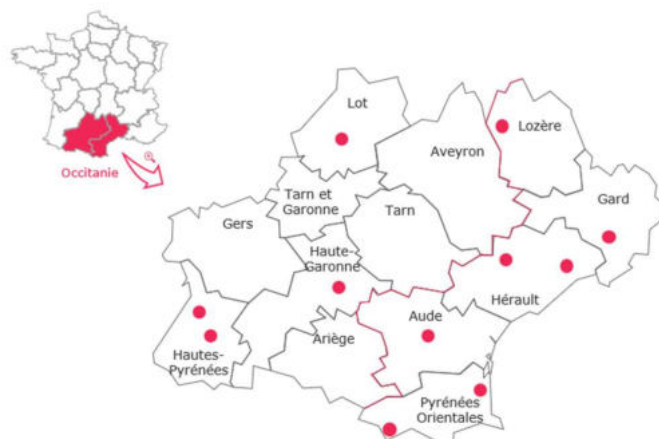 Occitanie
Lot
Lozère
Aveyron
Tarn et
Garonne
Gard
Gers
Tarn
Haute-
Garonne
Hérault
Aude
Ariège
Hautes-
Pyrénées
Pyrénées
Orientales